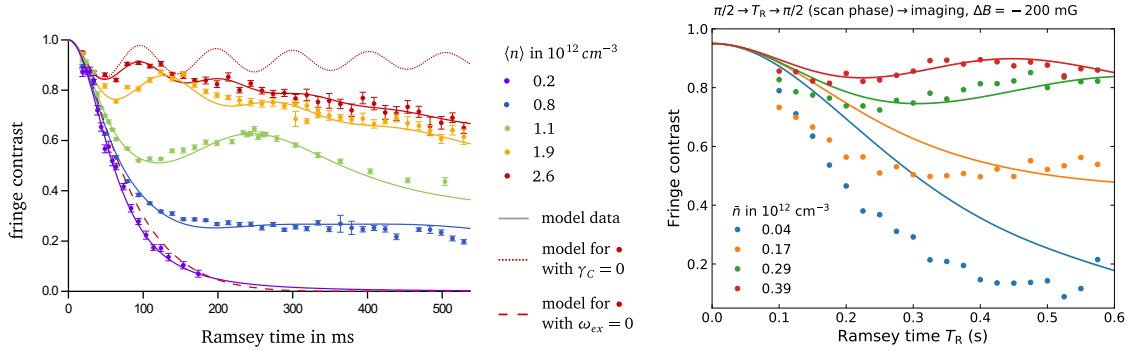 fringe contrast
1.0
0.8
0.6
0.4
0.2
0.0
0 100 200 300 400 500
Ramsey time in ms
⟨n⟩ in 10¹² cm⁻³
0.2
0.8
1.1
1.9
2.6
model data
model for
with γ_C = 0
model for
with ω_ex = 0
π/2 → T_R → π/2 (scan phase) → imaging, ΔB = − 200 mG
Fringe contrast
1.0
0.8
0.6
0.4
0.2
n̄ in 10¹² cm⁻³
0.04
0.17
0.29
0.39
0.0 0.1 0.2 0.3 0.4 0.5 0.6
Ramsey time T_R (s)